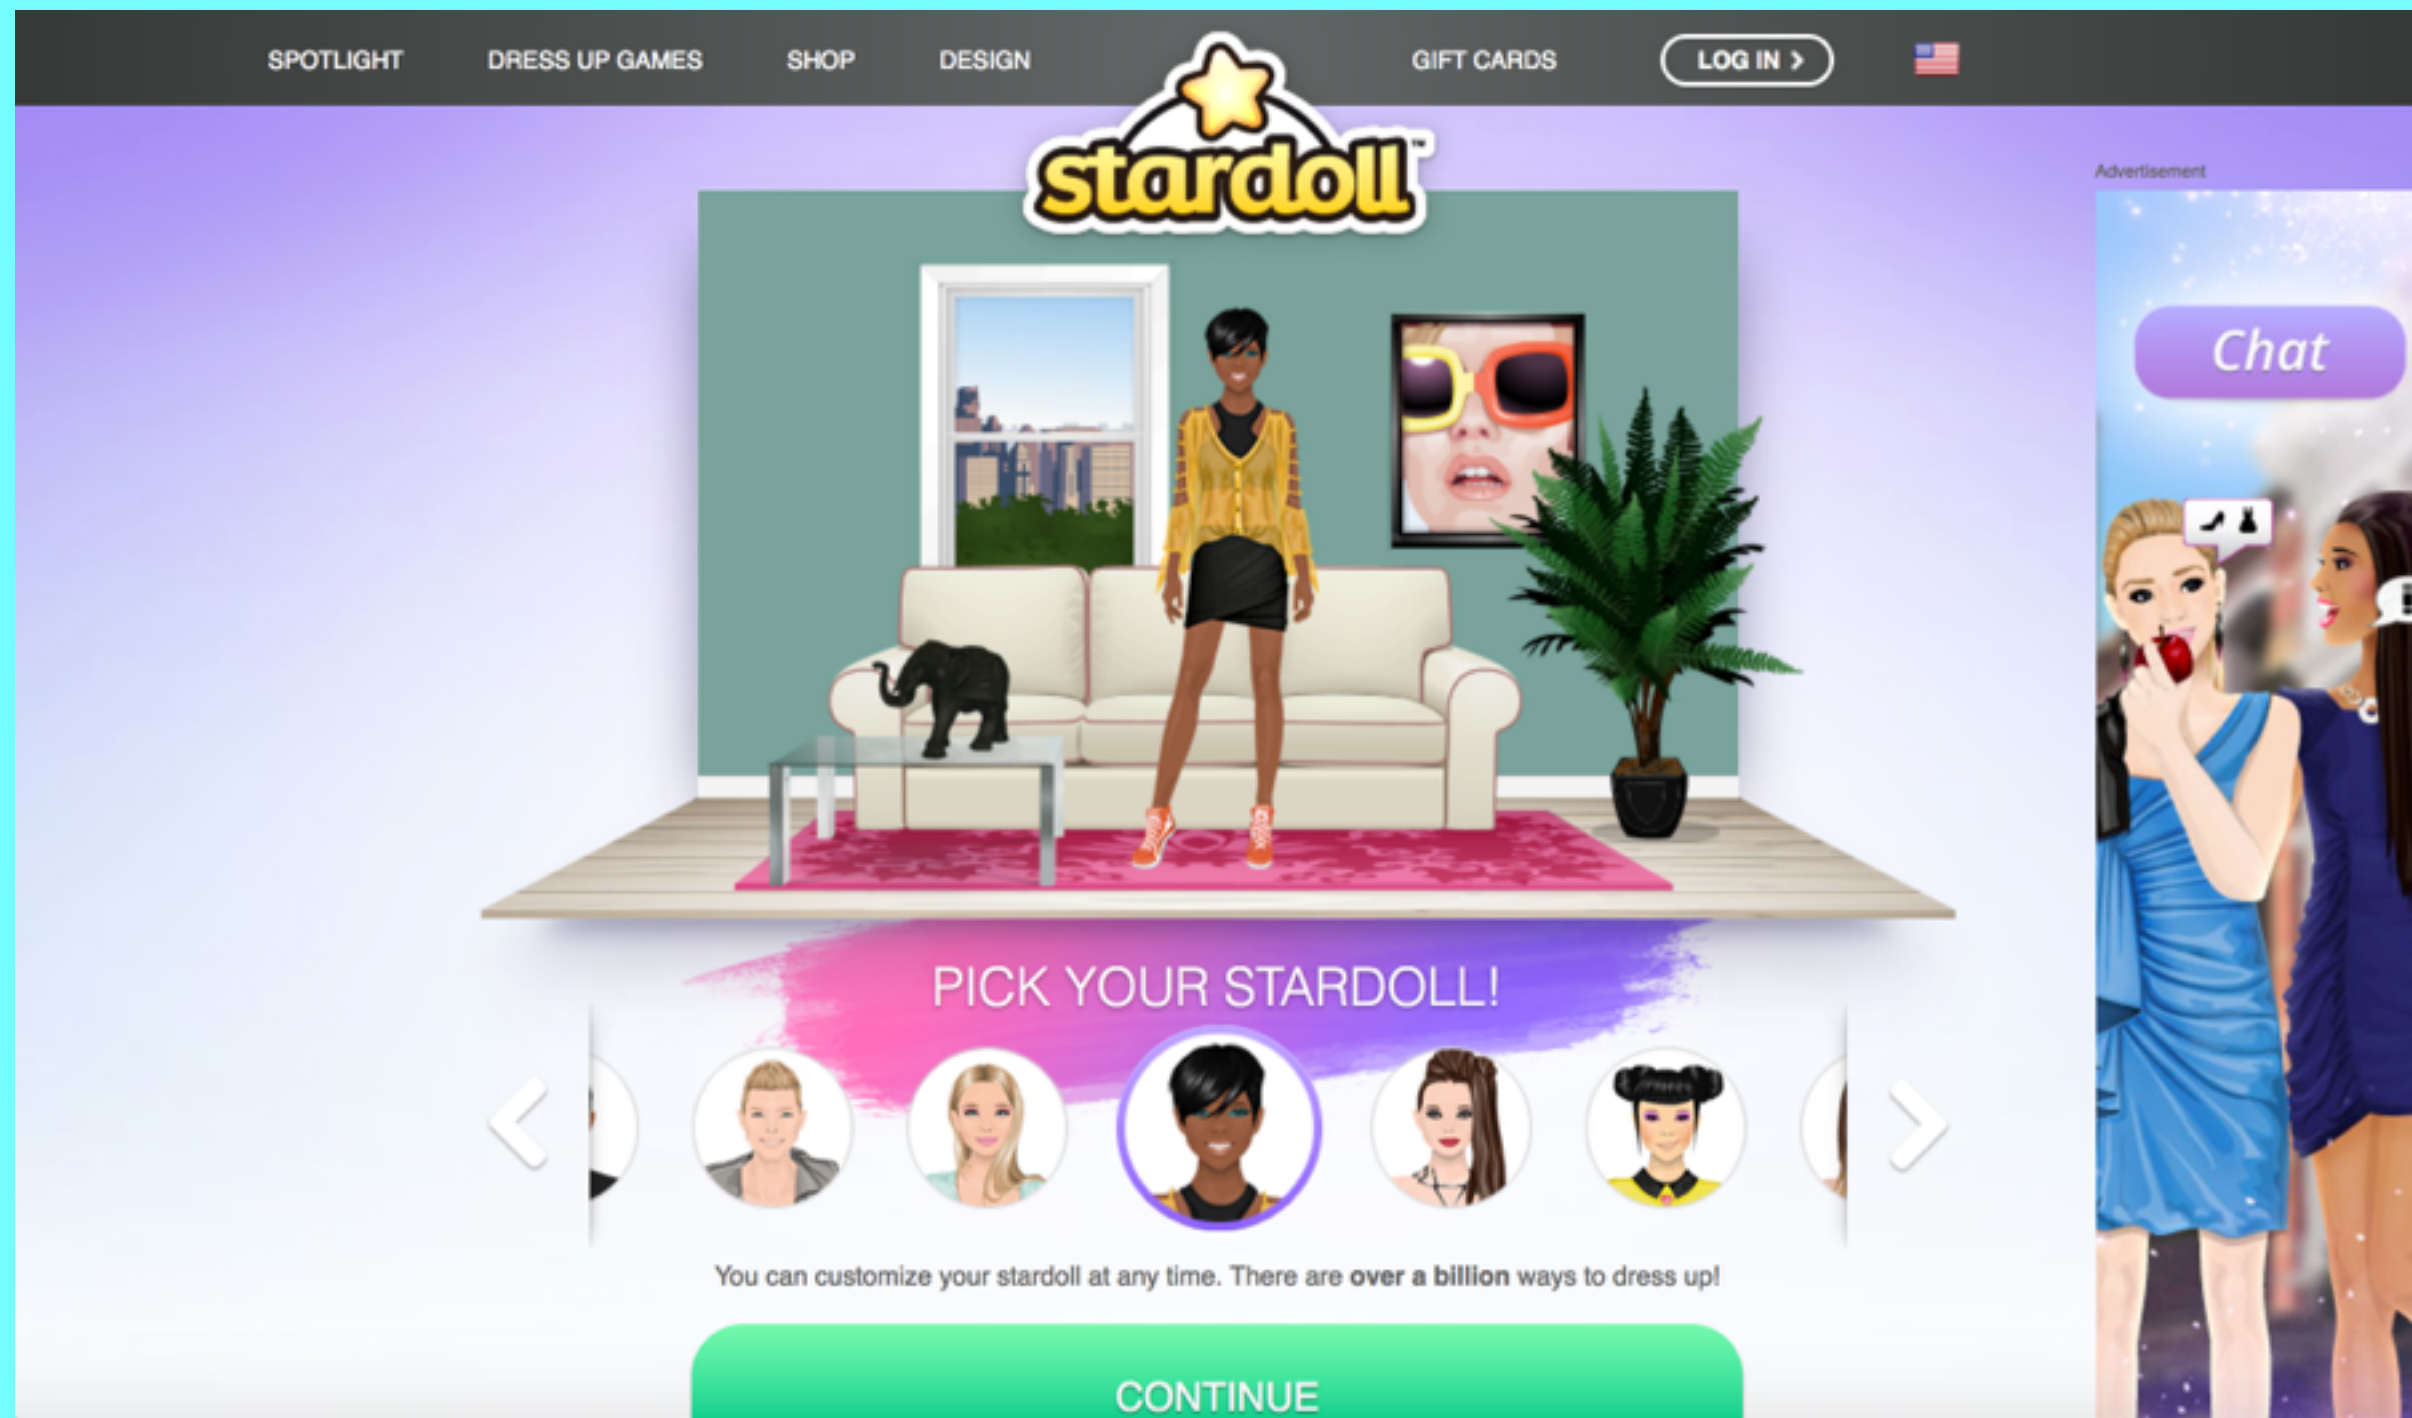 SPOTLIGHT
DRESS UP GAMES
SHOP
DESIGN
GIFT CARDS
LOG IN >
stardoll™
Advertisement
Chat
PICK YOUR STARDOLL!
You can customize your stardoll at any time. There are over a billion ways to dress up!
CONTINUE